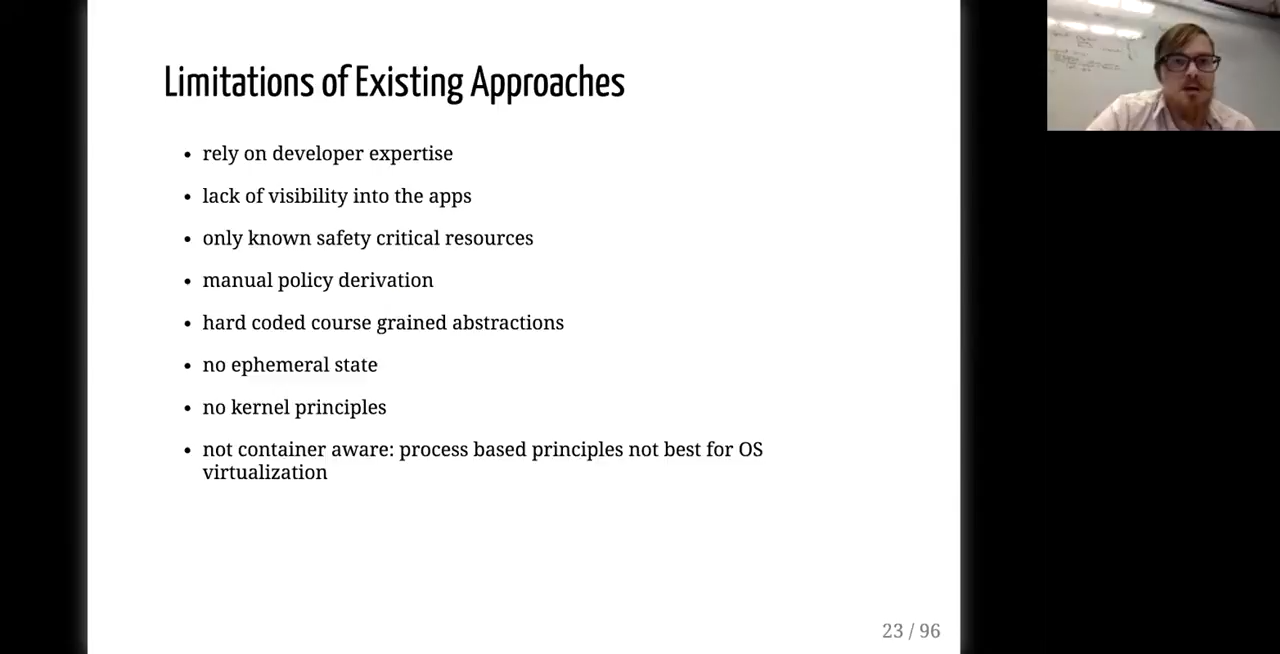 Limitations of Existing Approaches
• rely on developer expertise
• lack of visibility into the apps
• only known safety critical resources
• manual policy derivation
• hard coded course grained abstractions
• no ephemeral state
• no kernel principles
• not container aware: process based principles not best for OS
virtualization
23 / 96